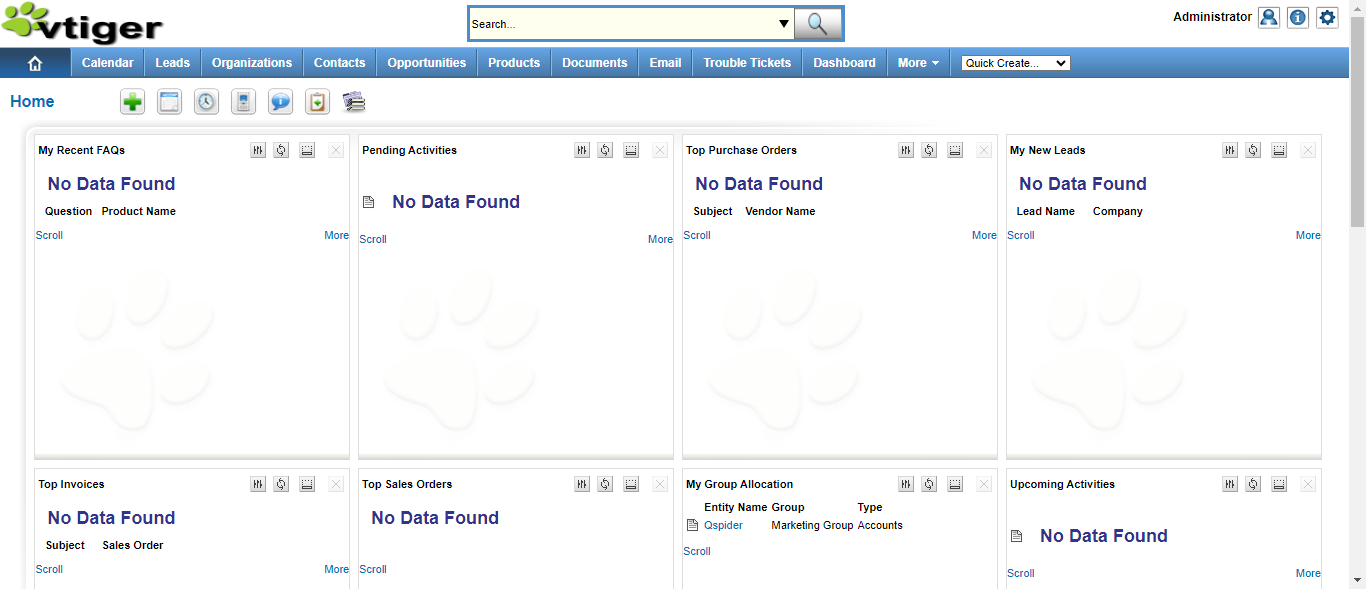 vtiger
Search...
Administrator
Calendar Leads Organizations Contacts Opportunities Products Documents Email Trouble Tickets Dashboard More Quick Create...
Home
My Recent FAQs
No Data Found
Question Product Name
Scroll More
Pending Activities
No Data Found
Scroll More
Top Purchase Orders
No Data Found
Subject Vendor Name
Scroll More
My New Leads
No Data Found
Lead Name Company
Scroll More
Top Invoices
No Data Found
Subject Sales Order
Scroll More
Top Sales Orders
No Data Found
Scroll
My Group Allocation
Entity Name Group Type
Qspider Marketing Group Accounts
Scroll
Upcoming Activities
No Data Found
Scroll More